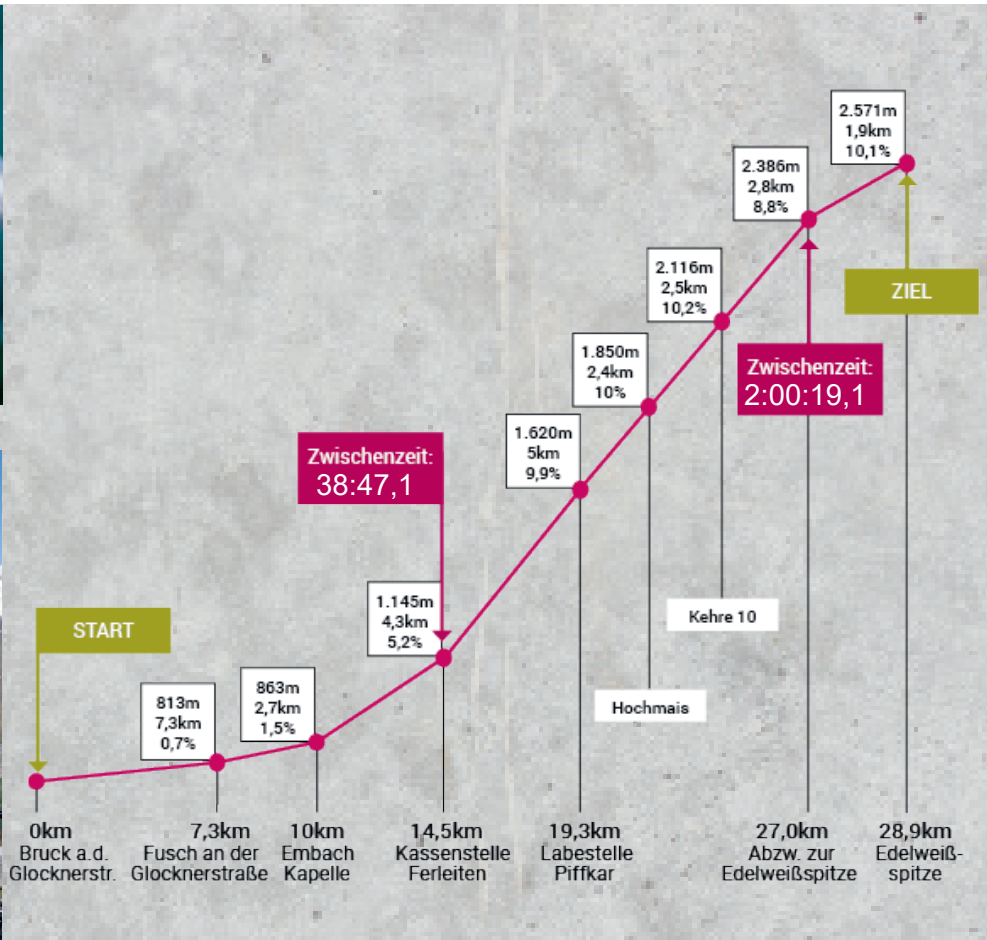 2.571m
1,9km
10,1%
2.386m
2,8km
8,8%
2.116m
2,5km
10,2%
ZIEL
1.850m
2,4km
10%
Zwischenzeit:
2:00:19,1
1.620m
5km
9,9%
Zwischenzeit:
38:47,1
1.145m
4,3km
5,2%
START
Kehre 10
863m
2,7km
1,5%
813m
7,3km
0,7%
Hochmais
0km
Bruck a.d.
Glocknerstr.
7,3km
Fusch an der
Glocknerstraße
10km
Embach
Kapelle
14,5km
Kassenstelle
Ferleiten
19,3km
Labestelle
Piffkar
27,0km
Abzw. zur
Edelweißspitze
28,9km
Edelweiß-
spitze